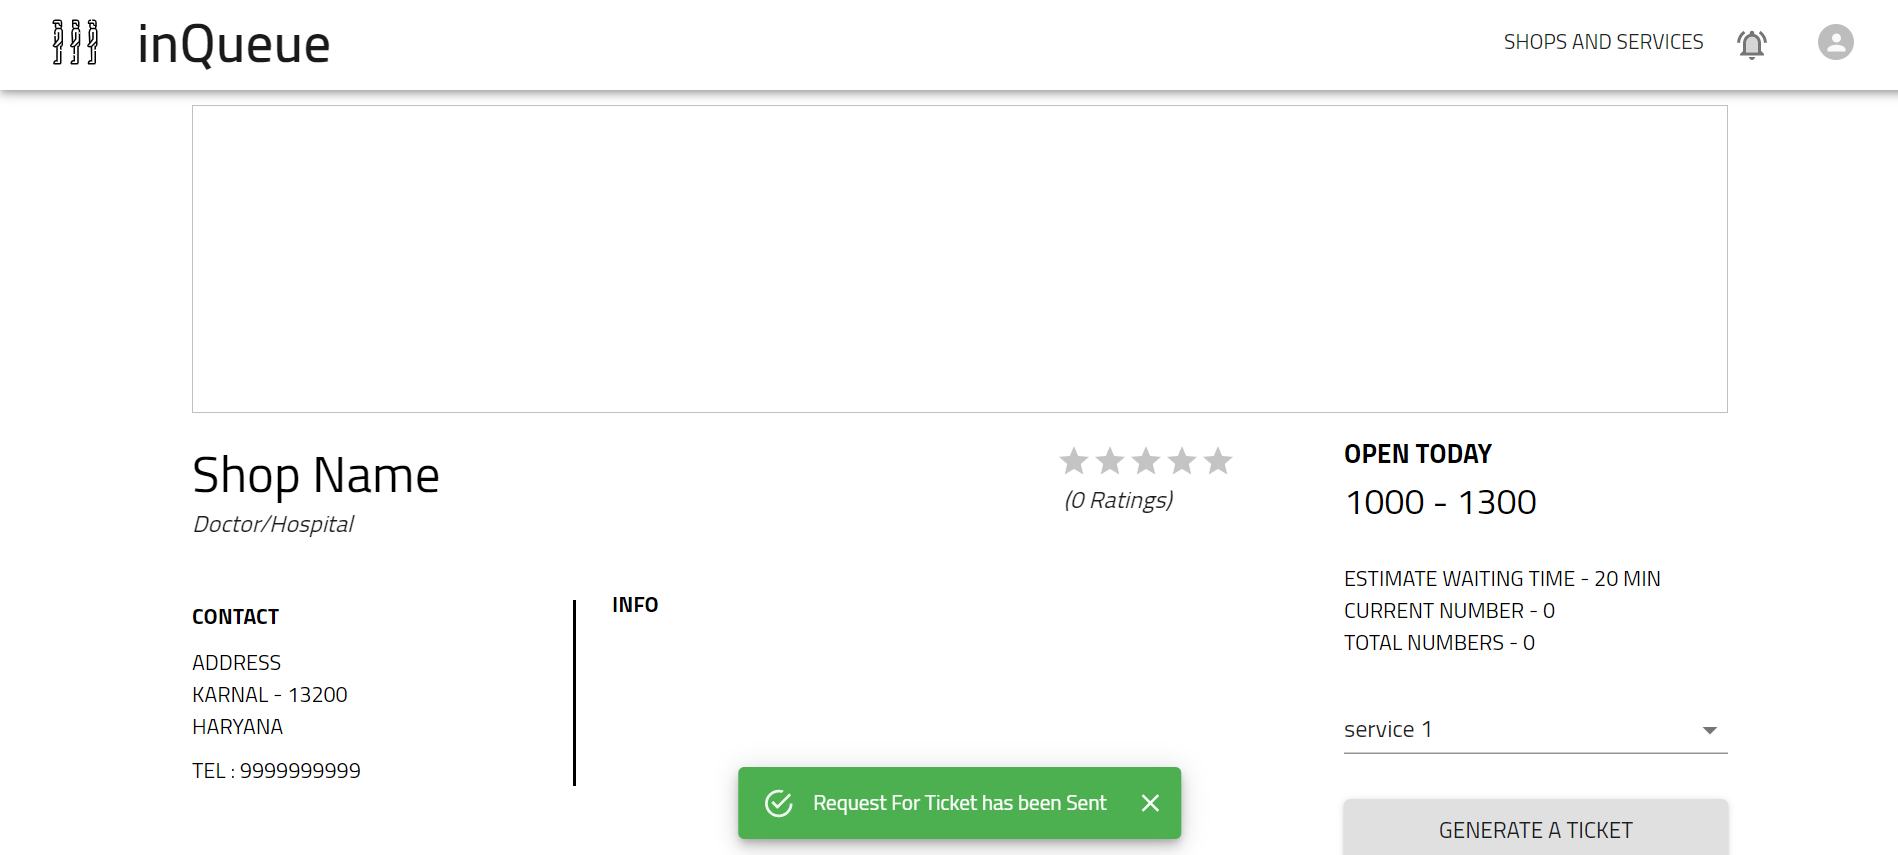 inQueue
SHOPS AND SERVICES
Shop Name
Doctor/Hospital
(0 Ratings)
OPEN TODAY
1000 - 1300
ESTIMATE WAITING TIME - 20 MIN
CURRENT NUMBER - 0
TOTAL NUMBERS - 0
CONTACT
ADDRESS
KARNAL - 13200
HARYANA
TEL : 9999999999
INFO
service 1
GENERATE A TICKET
Request For Ticket has been Sent